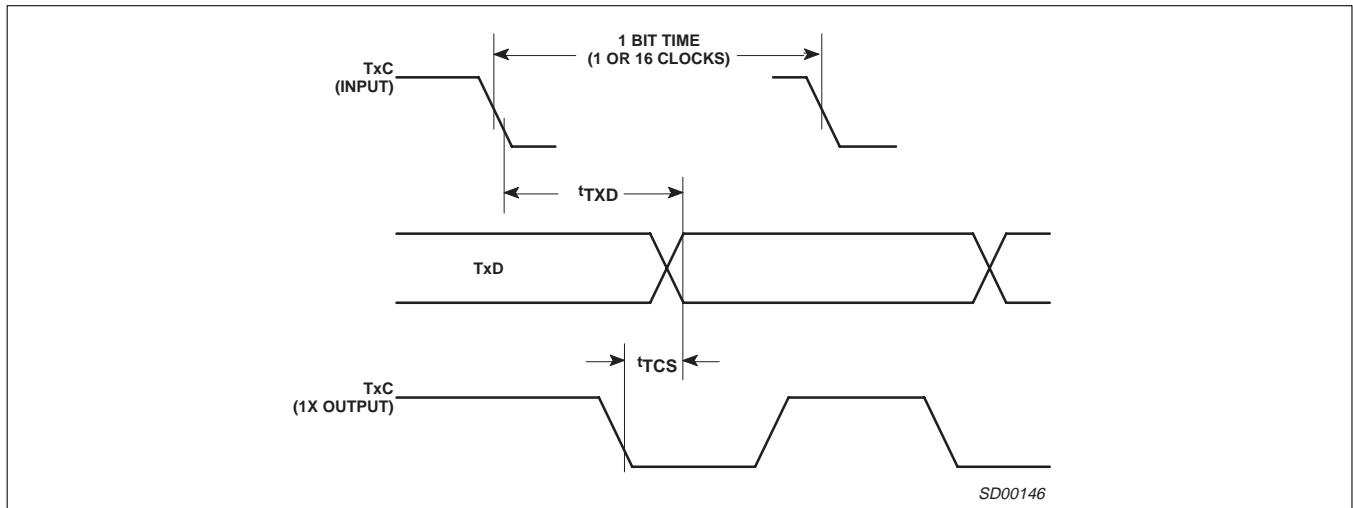 1 BIT TIME
(1 OR 16 CLOCKS)
TxC
(INPUT)
tTXD
TxD
tTCS
TxC
(1X OUTPUT)
SD00146